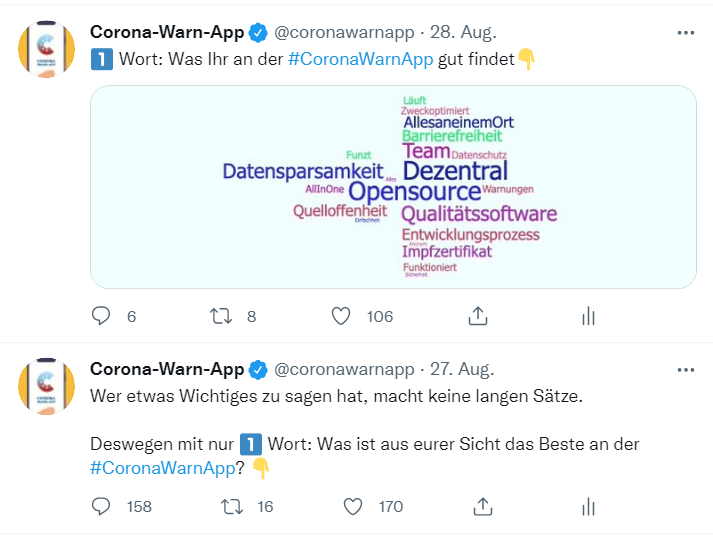 Corona-Warn-App @coronawarnapp · 28. Aug.
1 Wort: Was Ihr an der #CoronaWarnApp gut findet👇
Läuft
Zweckoptimiert
AllesaneinemOrt
Barrierefreiheit
Funzt Team Datenschutz
Datensparsamkeit Alles Dezentral
AllInOne Opensource Warnungen
Quelloffenheit Qualitätssoftware
Einfachheit
Entwicklungsprozess
Impfzertifikat
Funktioniert
Sicherheit
6 8 106
Corona-Warn-App @coronawarnapp · 27. Aug.
Wer etwas Wichtiges zu sagen hat, macht keine langen Sätze.
Deswegen mit nur 1 Wort: Was ist aus eurer Sicht das Beste an der
#CoronaWarnApp? 👇
158 16 170